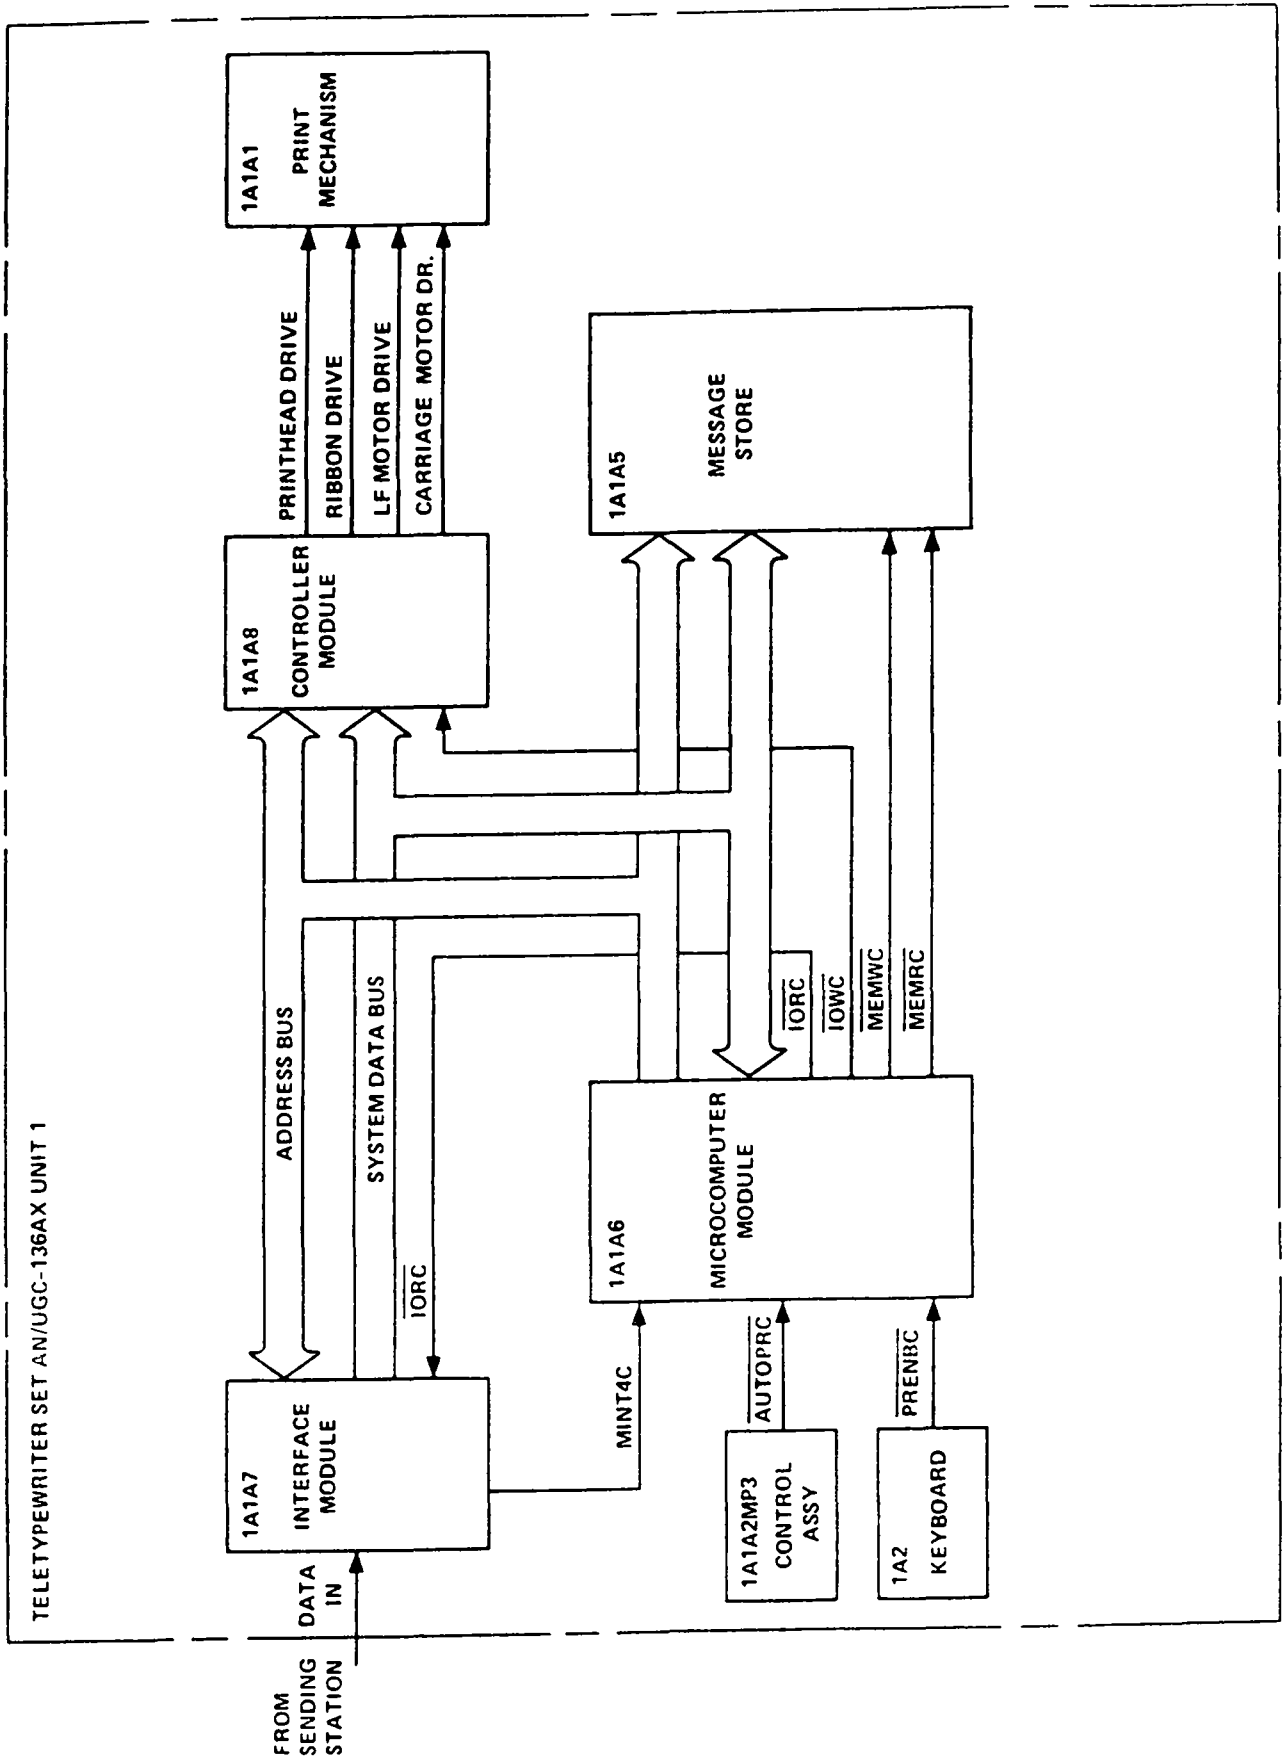 TELETYPEWRITER SET AN/UGC-136AX UNIT 1
FROM
SENDING
STATION
DATA
IN
1A1A7
INTERFACE
MODULE
ADDRESS BUS
SYSTEM DATA BUS
IORC
1A1A8
CONTROLLER
MODULE
PRINTHEAD DRIVE
RIBBON DRIVE
LF MOTOR DRIVE
CARRIAGE MOTOR DR.
1A1A1
PRINT
MECHANISM
MINT4C
1A1A2MP3
CONTROL
ASSY
AUTOPRC
1A2
KEYBOARD
PRENBC
1A1A6
MICROCOMPUTER
MODULE
IORC
IOWC
MEMWC
MEMRC
1A1A5
MESSAGE
STORE